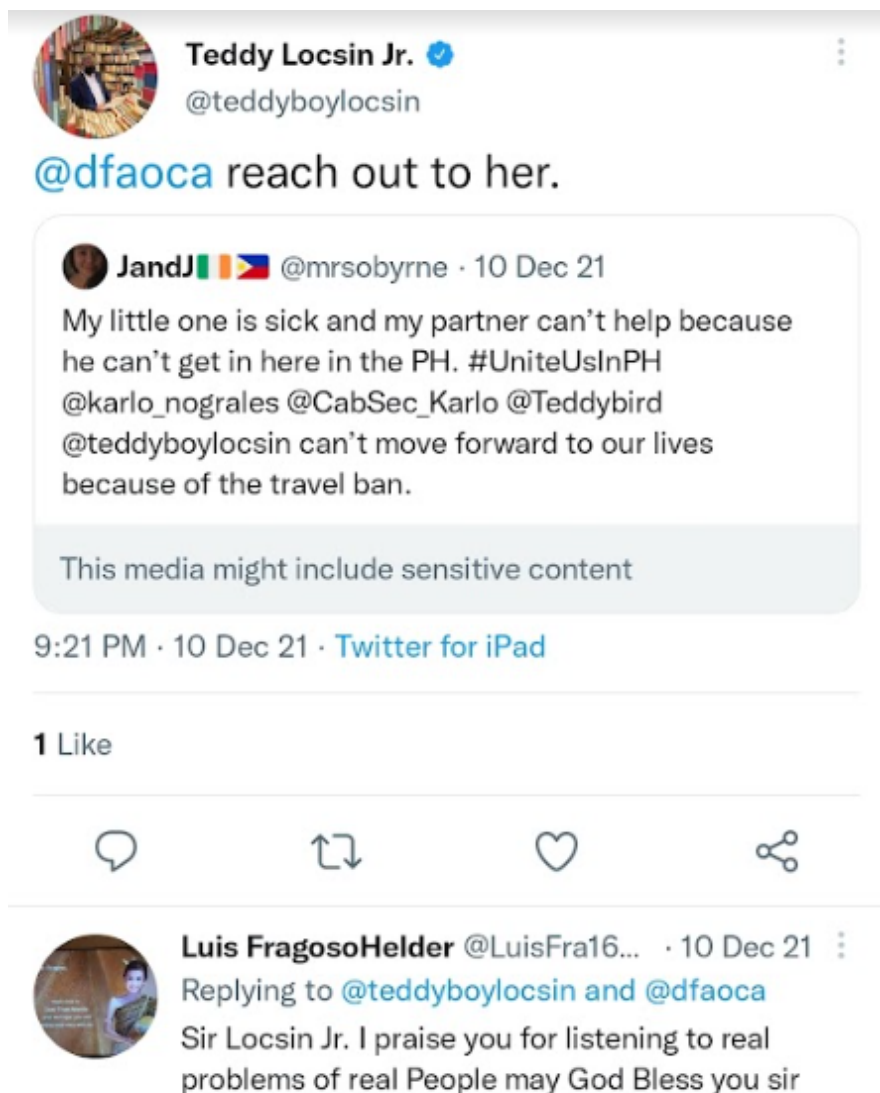 Teddy Locsin Jr.
@teddyboylocsin
@dfaoca reach out to her.
JandJ🇮🇪🇵🇭 @mrsobyrne · 10 Dec 21
My little one is sick and my partner can't help because
he can't get in here in the PH. #UniteUsInPH
@karlo_nograles @CabSec_Karlo @Teddybird
@teddyboylocsin can't move forward to our lives
because of the travel ban.
This media might include sensitive content
9:21 PM · 10 Dec 21 · Twitter for iPad
1 Like
Luis FragosoHelder @LuisFra16... · 10 Dec 21
Replying to @teddyboylocsin and @dfaoca
Sir Locsin Jr. I praise you for listening to real
problems of real People may God Bless you sir